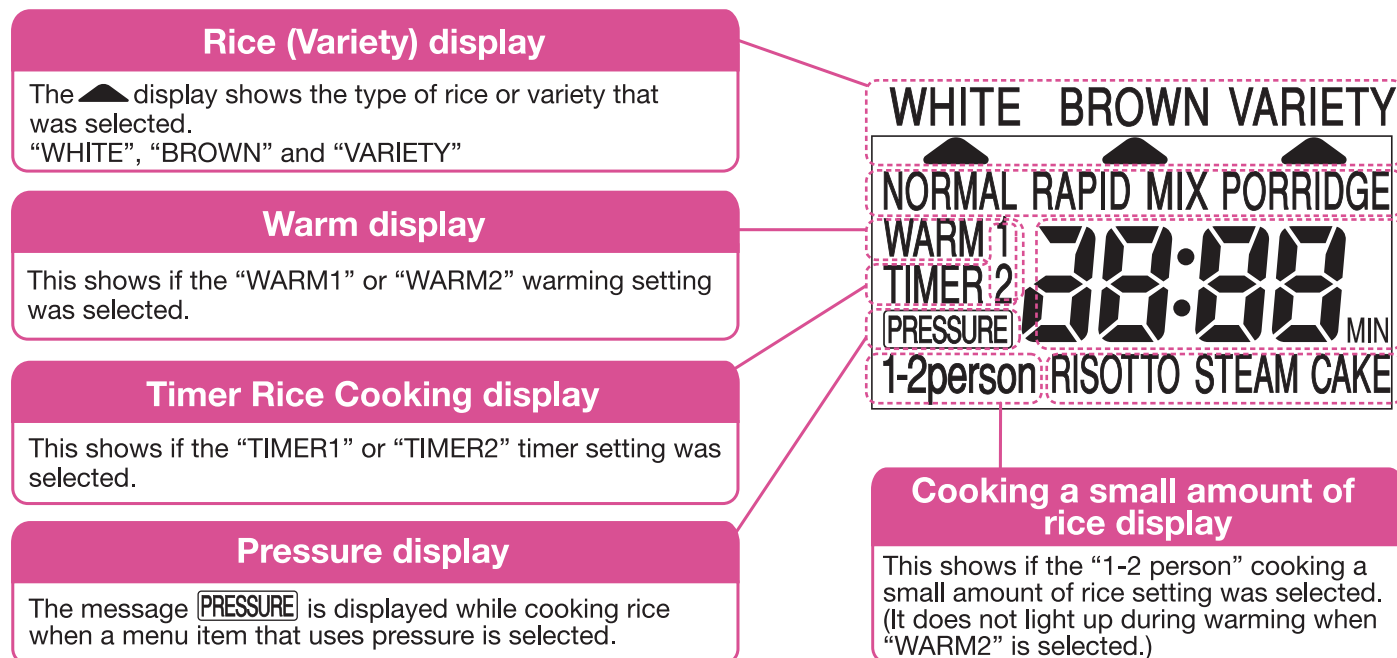 Rice (Variety) display
The ▲ display shows the type of rice or variety that
was selected.
“WHITE”, “BROWN” and “VARIETY”
Warm display
This shows if the “WARM1” or “WARM2” warming setting
was selected.
Timer Rice Cooking display
This shows if the “TIMER1” or “TIMER2” timer setting was
selected.
Pressure display
The message PRESSURE is displayed while cooking rice
when a menu item that uses pressure is selected.
WHITE BROWN VARIETY
NORMAL RAPID MIX PORRIDGE
WARM 1
TIMER 2
38:88
PRESSURE
MIN
1-2person RISOTTO STEAM CAKE
Cooking a small amount of
rice display
This shows if the “1-2 person” cooking a
small amount of rice setting was selected.
(It does not light up during warming when
“WARM2” is selected.)